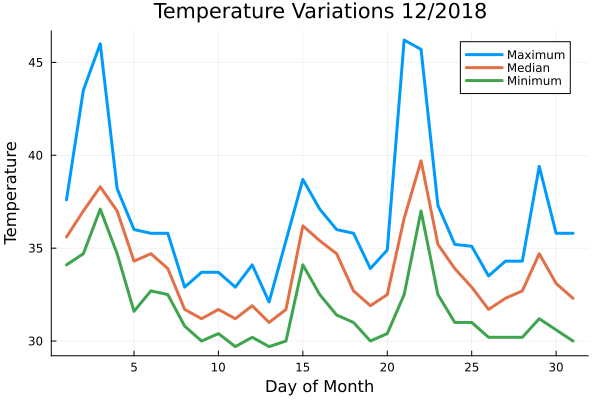 Temperature Variations 12/2018
Maximum
Median
Minimum
45
40
35
30
Temperature
5 10 15 20 25 30
Day of Month